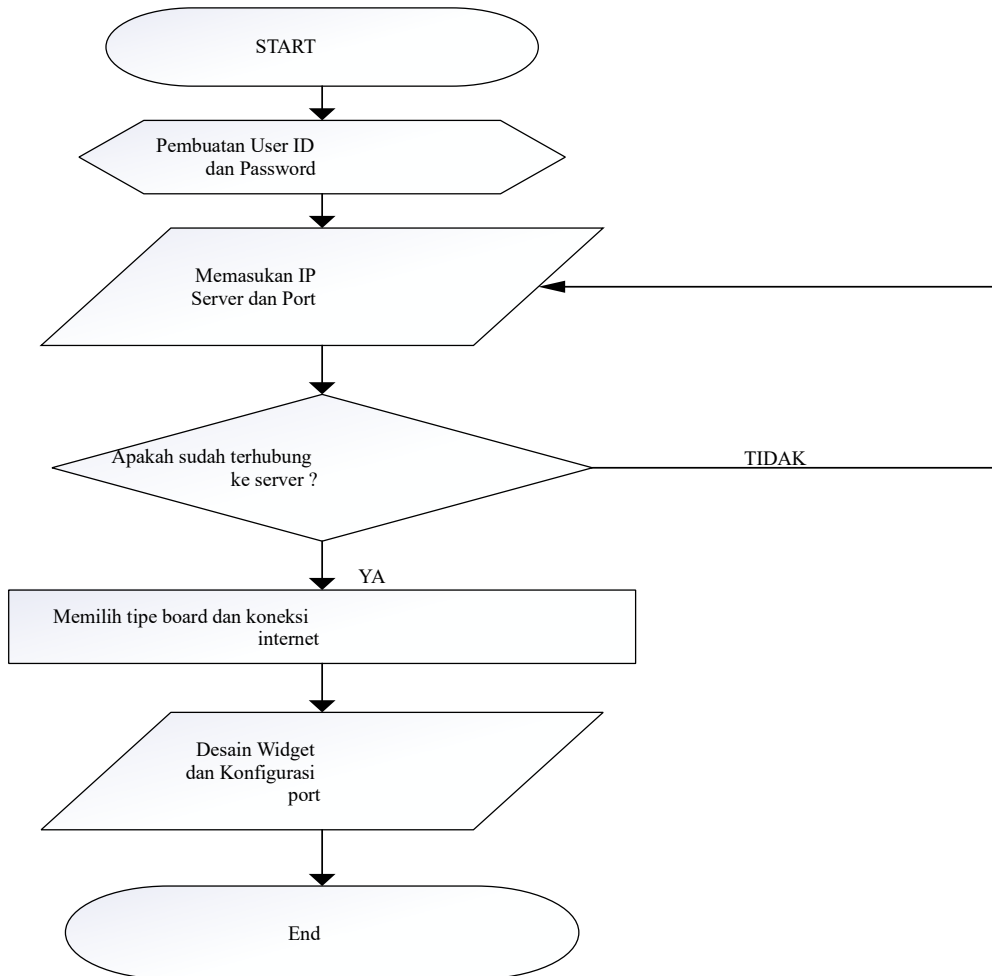 START
Pembuatan User ID
dan Password
Memasukan IP
Server dan Port
Apakah sudah terhubung
ke server ?
TIDAK
YA
Memilih tipe board dan koneksi
internet
Desain Widget
dan Konfigurasi
port
End